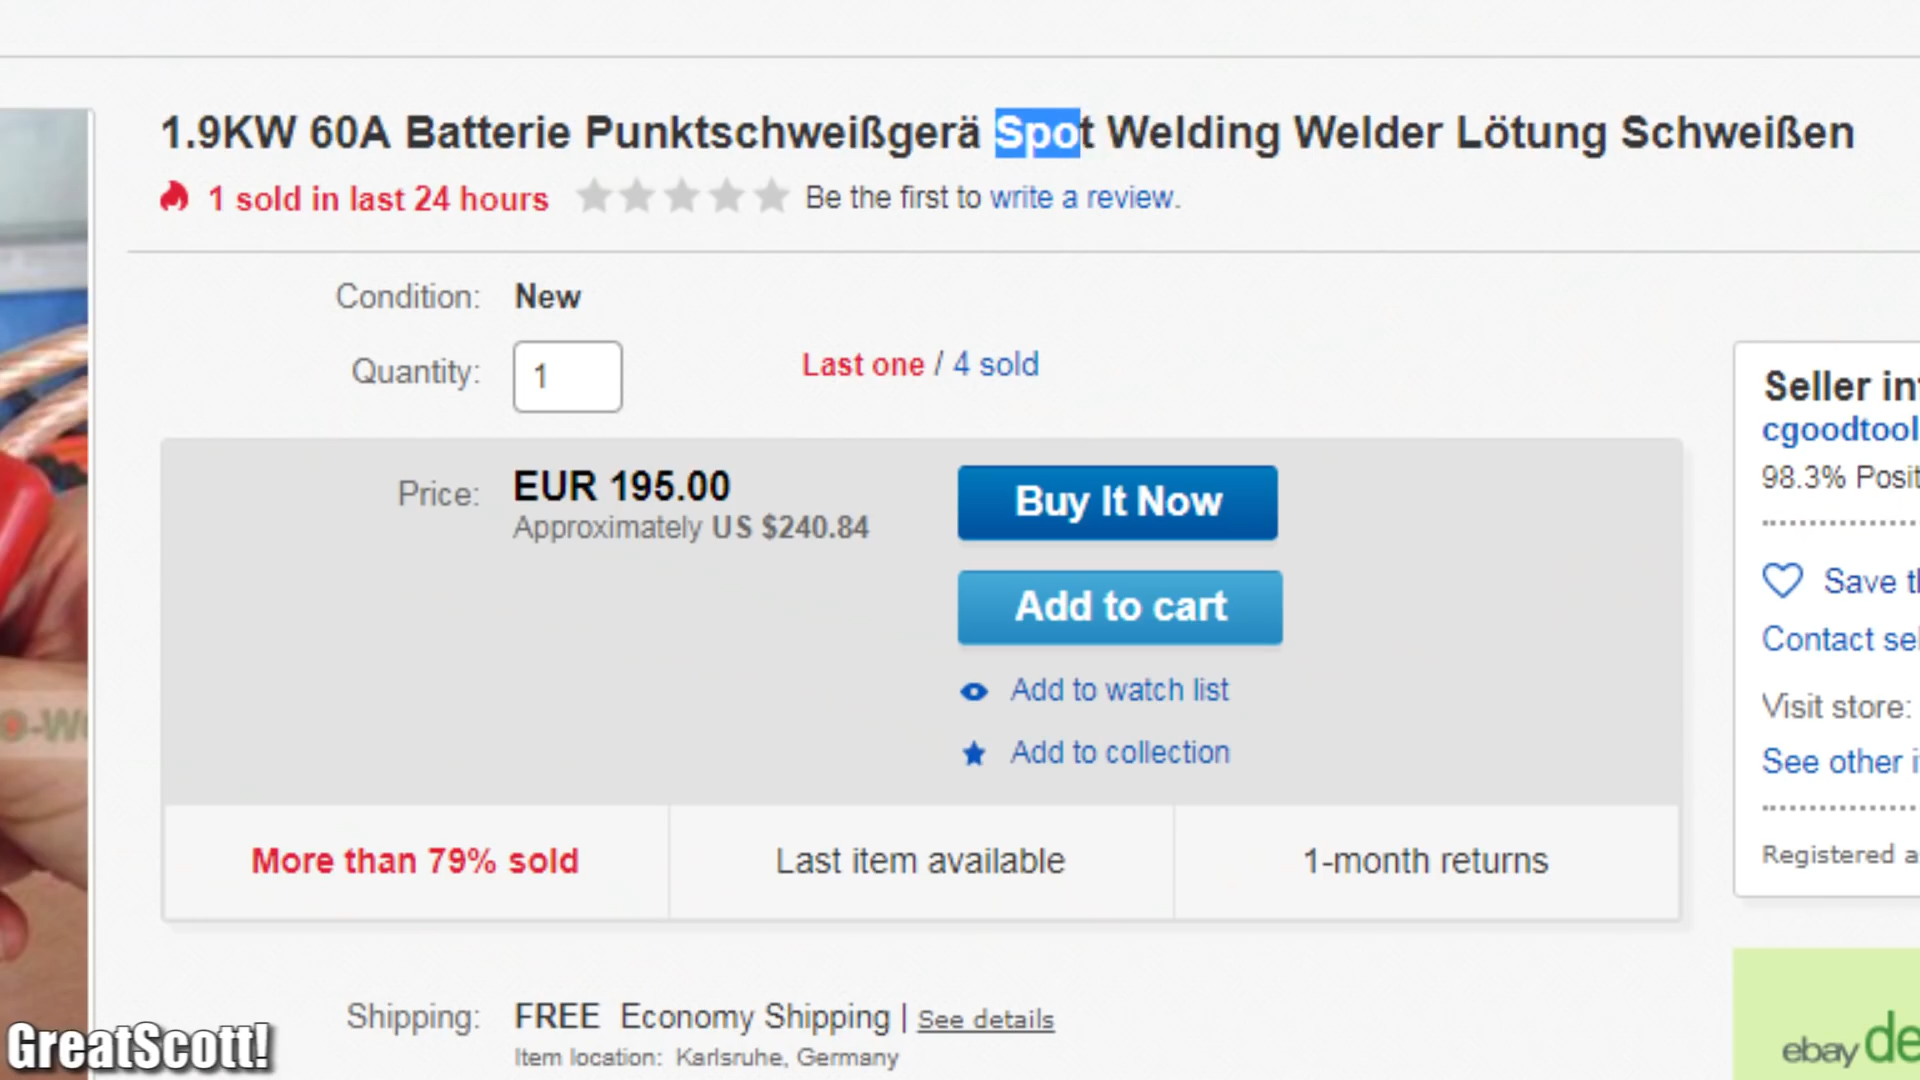 1.9KW 60A Batterie Punktschweißgerä Spot Welding Welder Lötung Schweißen
1 sold in last 24 hours Be the first to write a review.
Condition: New
Quantity: 1 Last one / 4 sold
Seller in
cgoodtool
98.3% Posit
Price: EUR 195.00 Buy It Now
Approximately US $240.84
Add to cart
Save t
Contact sel
Add to watch list
Visit store:
Add to collection
See other i
More than 79% sold Last item available 1-month returns
Registered a
Shipping: FREE Economy Shipping | See details
Item location: Karlsruhe, Germany
ebay de
GreatScott!